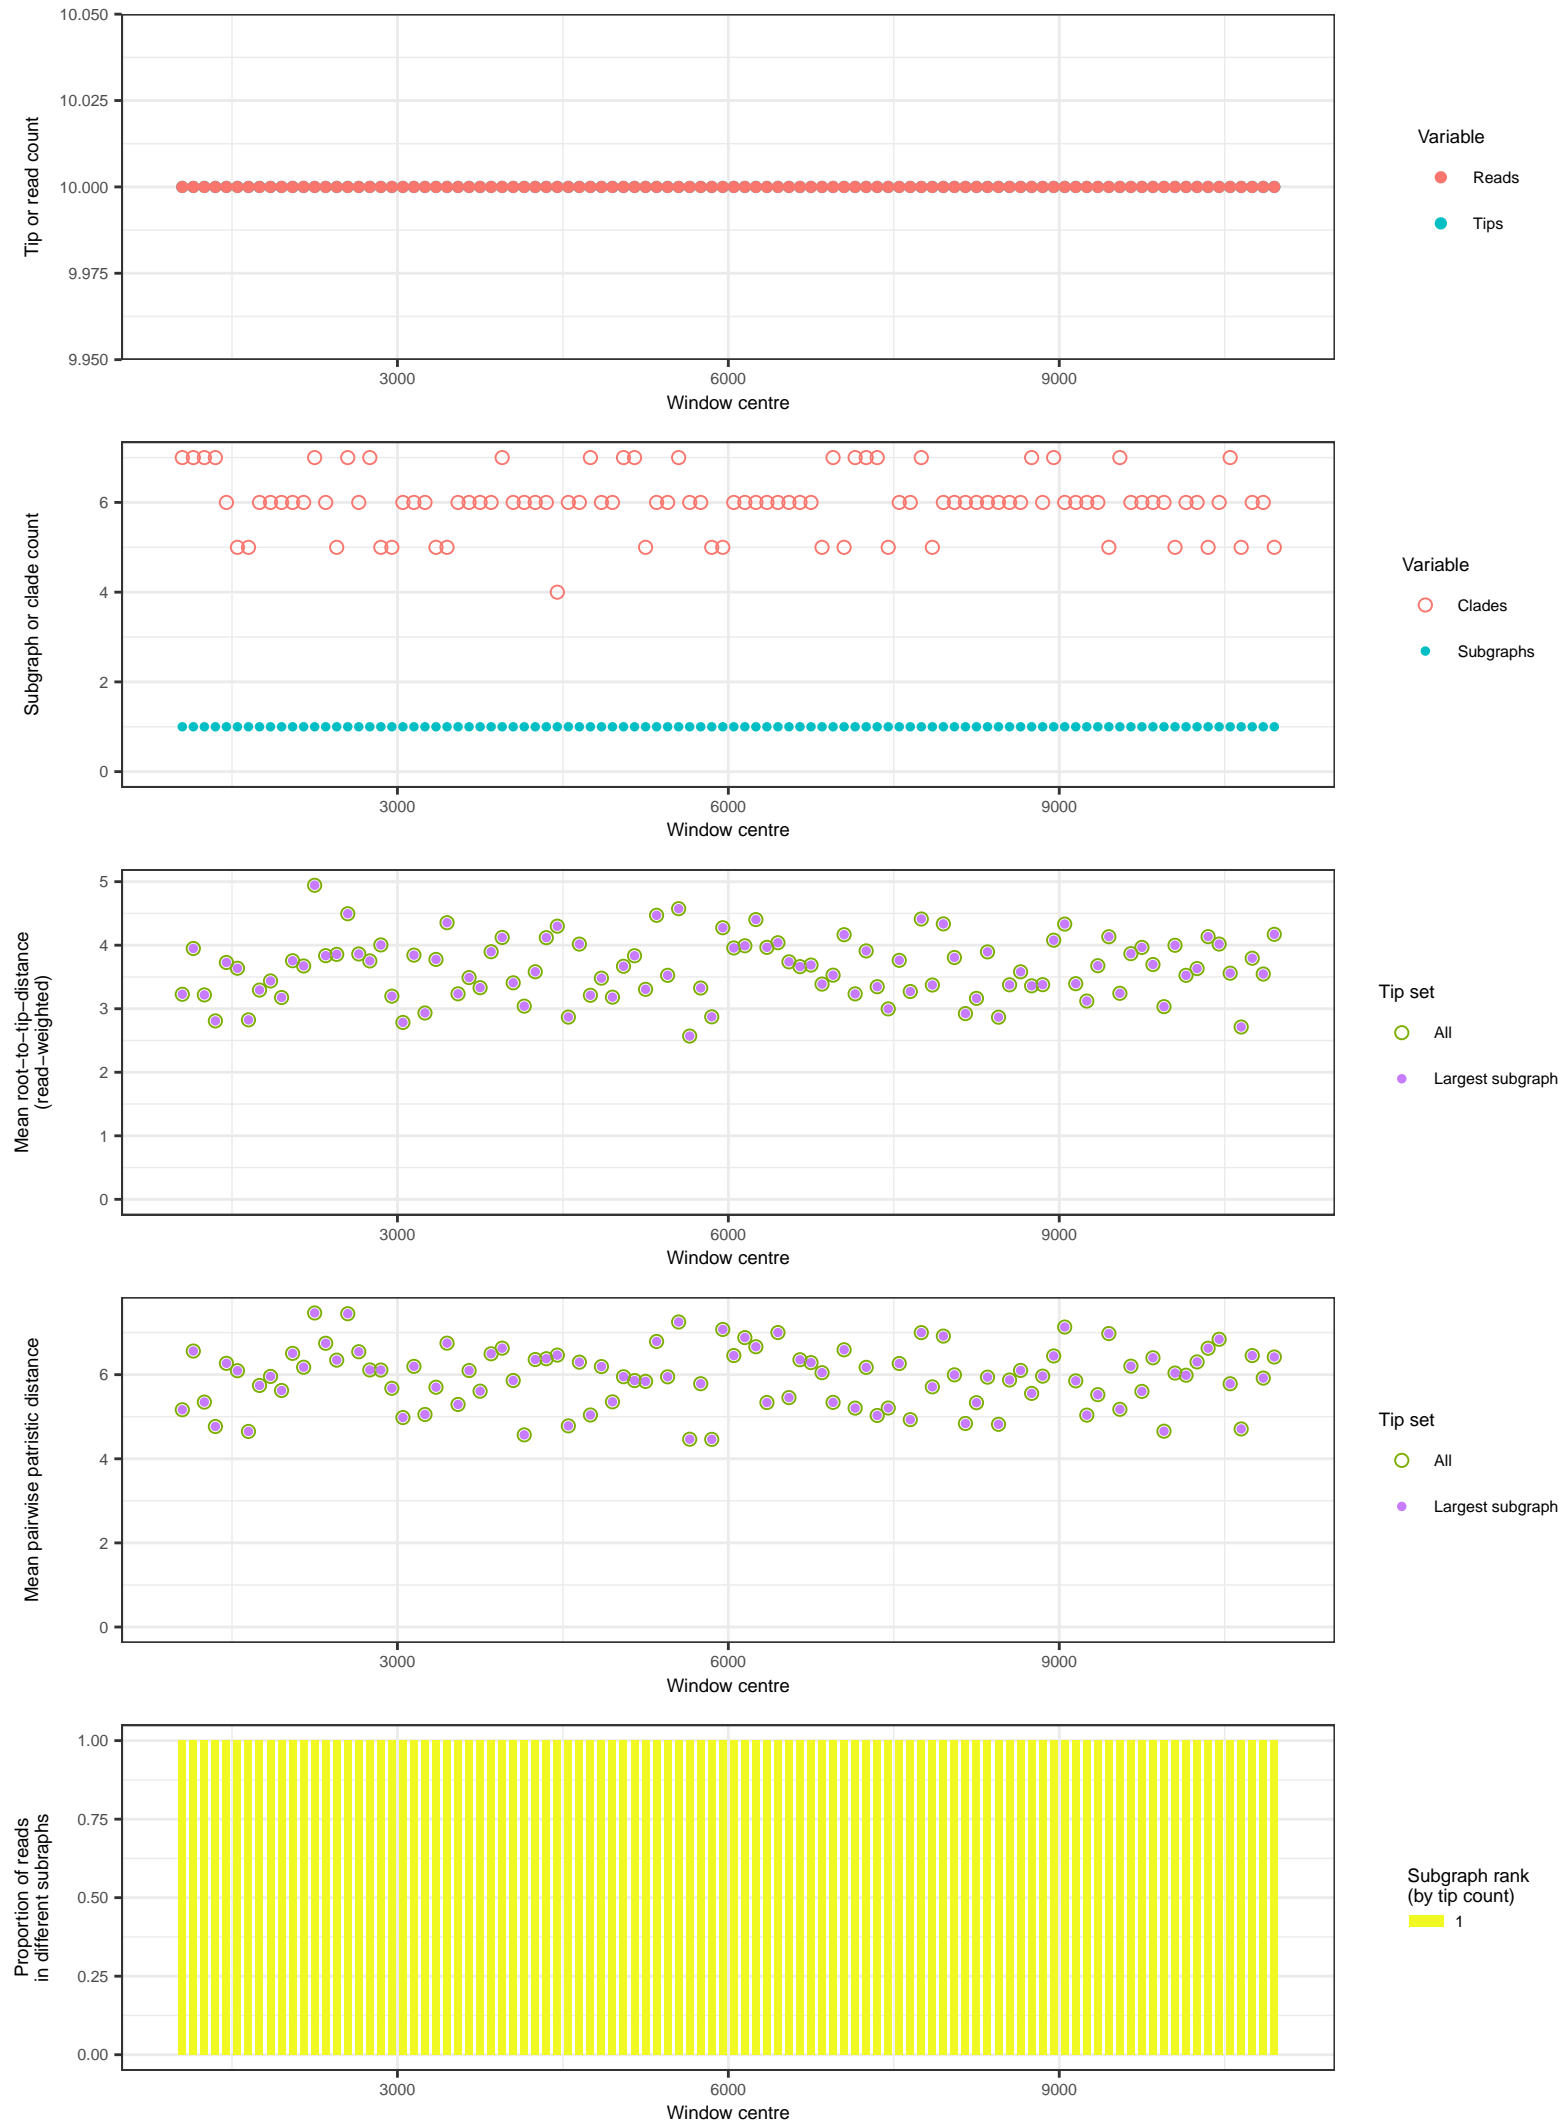 10.050
10.025
10.000
9.975
9.950
Tip or read count
3000 6000 9000
Window centre
Variable
Reads
Tips
6
4
2
0
Subgraph or clade count
3000 6000 9000
Window centre
Variable
Clades
Subgraphs
5
4
3
2
1
0
Mean root−to−tip−distance
(read−weighted)
3000 6000 9000
Window centre
Tip set
All
Largest subgraph
6
4
2
0
Mean pairwise patristic distance
3000 6000 9000
Window centre
Tip set
All
Largest subgraph
1.00
0.75
0.50
0.25
0.00
Proportion of reads
in different subraphs
3000 6000 9000
Window centre
Subgraph rank
(by tip count)
1